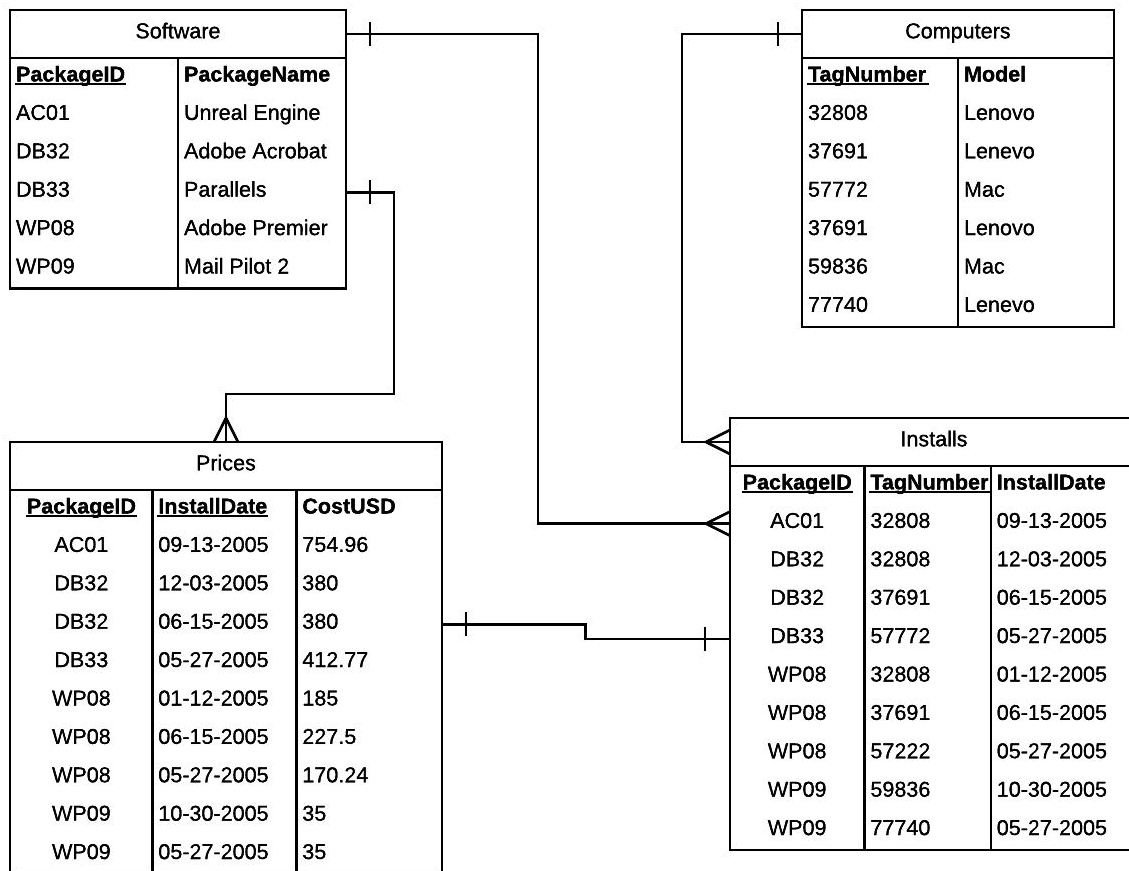 Software
PackageID PackageName
AC01 Unreal Engine
DB32 Adobe Acrobat
DB33 Parallels
WP08 Adobe Premier
WP09 Mail Pilot 2
Computers
TagNumber Model
32808 Lenovo
37691 Lenevo
57772 Mac
37691 Lenovo
59836 Mac
77740 Lenevo
Prices
PackageID InstallDate CostUSD
AC01 09-13-2005 754.96
DB32 12-03-2005 380
DB32 06-15-2005 380
DB33 05-27-2005 412.77
WP08 01-12-2005 185
WP08 06-15-2005 227.5
WP08 05-27-2005 170.24
WP09 10-30-2005 35
WP09 05-27-2005 35
Installs
PackageID TagNumber InstallDate
AC01 32808 09-13-2005
DB32 32808 12-03-2005
DB32 37691 06-15-2005
DB33 57772 05-27-2005
WP08 32808 01-12-2005
WP08 37691 06-15-2005
WP08 57222 05-27-2005
WP09 59836 10-30-2005
WP09 77740 05-27-2005